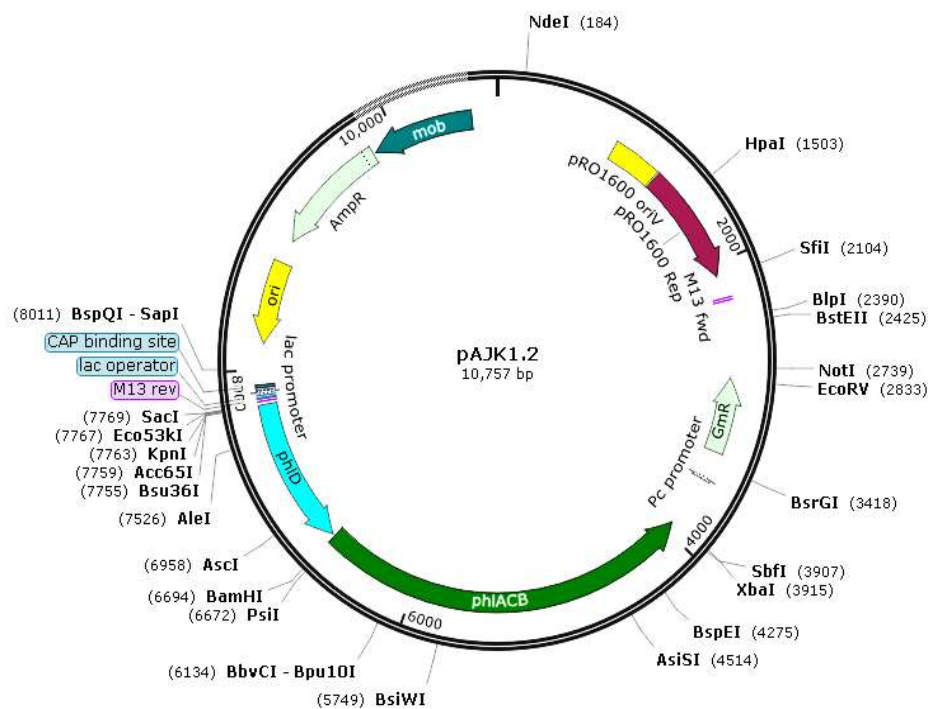 NdeI (184)
HpaI (1503)
SfiI (2104)
BlpI (2390)
BstEII (2425)
NotI (2739)
EcoRV (2833)
BsrGI (3418)
SbfI (3907)
XbaI (3915)
BspEI (4275)
AsiSI (4514)
(5749) BsiWI
(6134) BbvCI - Bpu10I
(6672) PsiI
(6694) BamHI
(6958) AscI
(7526) AleI
(7755) Bsu36I
(7759) Acc65I
(7763) KpnI
(7767) Eco53kI
(7769) SacI
M13 rev
lac operator
CAP binding site
(8011) BspQI - SapI
pAJK1.2
10,757 bp
2000
4000
6000
8000
10,000
mob
AmpR
ori
lac promoter
phlD
phlACB
Pc promoter
GmR
M13 fwd
pRO1600 Rep
pRO1600 oriV